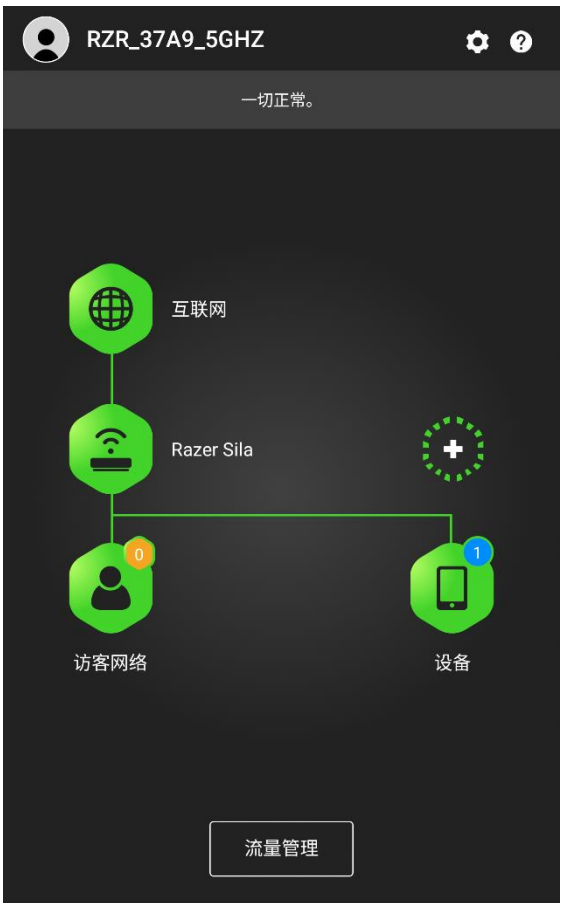 RZR_37A9_5GHZ
一切正常。
互联网
Razer Sila
0
1
访客网络
设备
流量管理